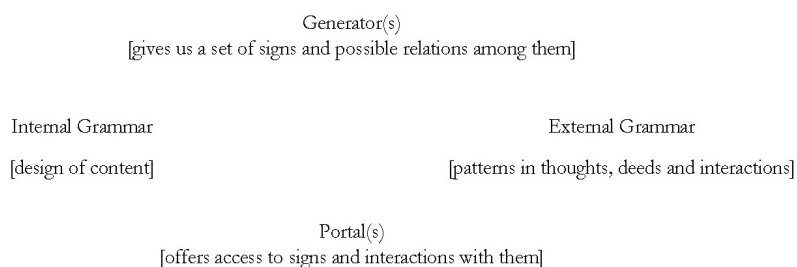 Generator(s)
[gives us a set of signs and possible relations among them]
Internal Grammar
External Grammar
[design of content]
[patterns in thoughts, deeds and interactions]
Portal(s)
[offers access to signs and interactions with them]